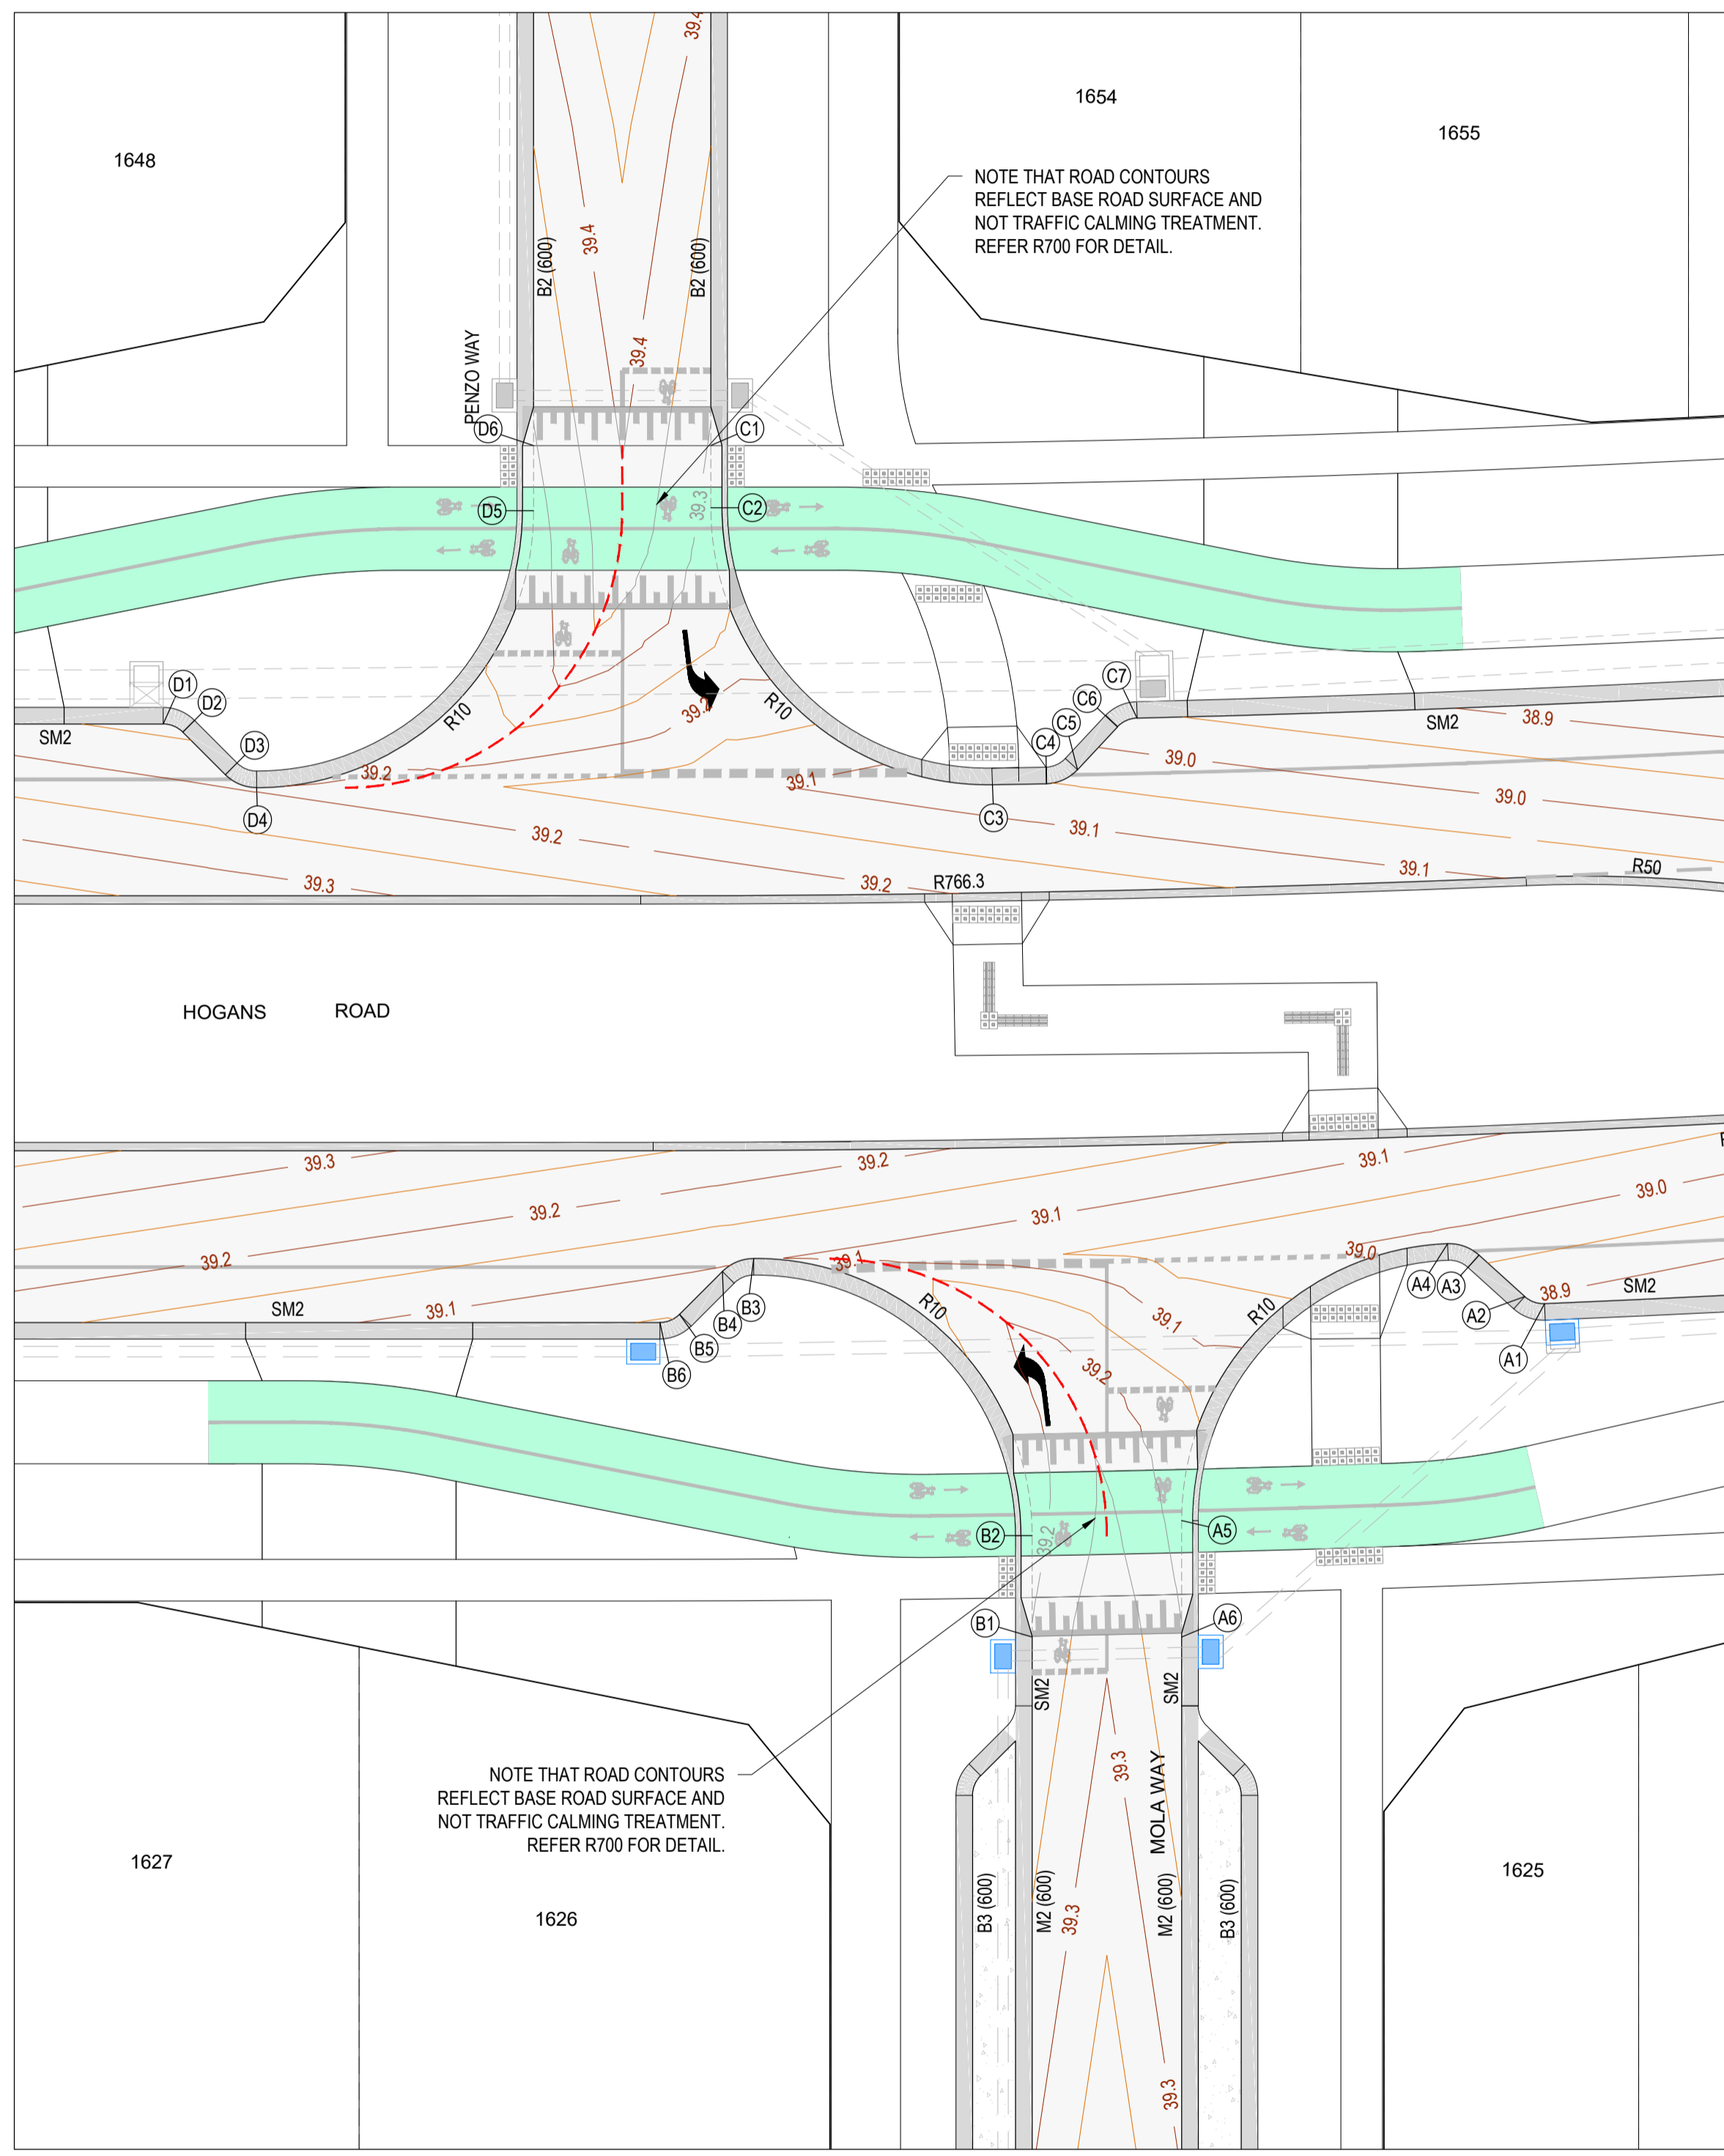 39.4
1654
1655
1648
NOTE THAT ROAD CONTOURS
REFLECT BASE ROAD SURFACE AND
NOT TRAFFIC CALMING TREATMENT.
REFER R700 FOR DETAIL.
39.4
B2 (600)
B2 (600)
39.4
PENZO WAY
D6
C1
39.3
D5
C2
D1
D2
D3
D4
R10
39.2
R10
C7
C6
C5
C4
C3
SM2
SM2
38.9
39.0
39.0
39.2
39.1
39.2
39.1
39.3
39.2
R766.3
39.1
R50
HOGANS ROAD
39.3
39.2
39.1
39.2
39.1
39.0
39.2
39.1
39.0
SM2
39.1
B3
B4
B5
B6
R10
39.1
39.2
R10
A4
A3
A2
A1
38.9
SM2
B2
39.2
A5
B1
A6
SM2
SM2
NOTE THAT ROAD CONTOURS
REFLECT BASE ROAD SURFACE AND
NOT TRAFFIC CALMING TREATMENT.
REFER R700 FOR DETAIL.
39.3
MOLA WAY
1627
1626
1625
B3 (600)
M2 (600)
39.3
M2 (600)
B3 (600)
39.3